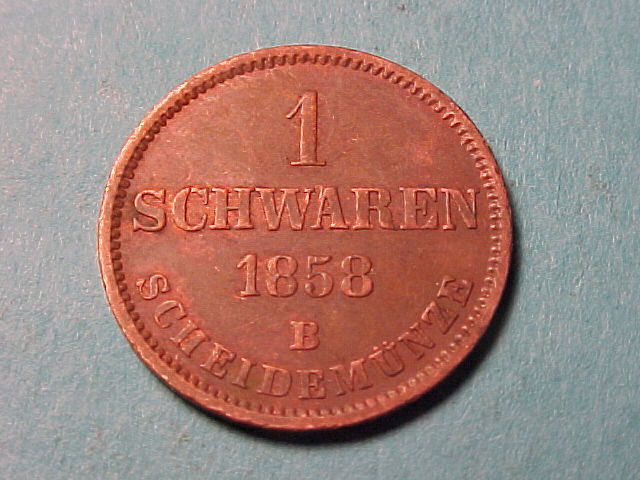 1
SCHWAREN
1858
B
SCHEIDEMÜNZE